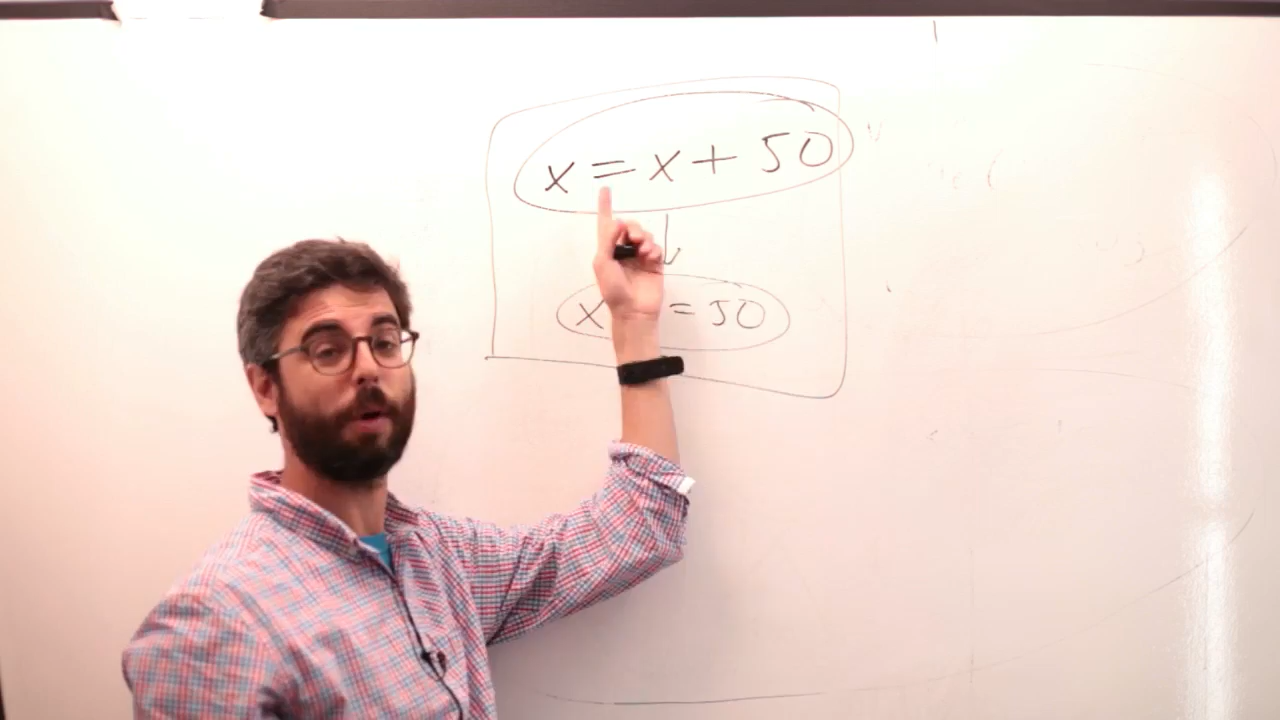 x = x + 50
x = 50